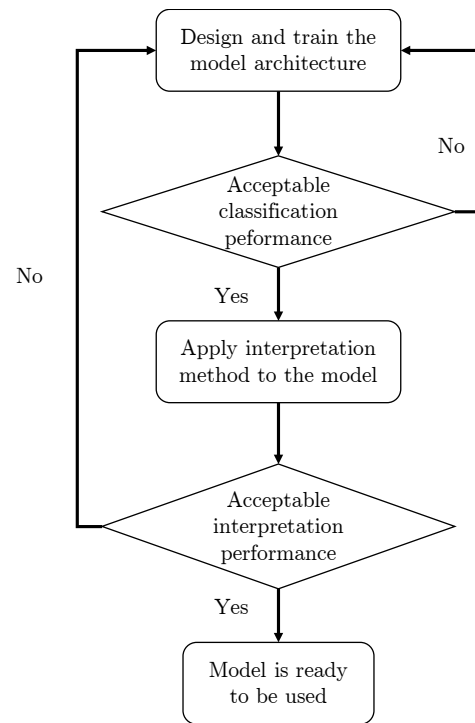 Design and train the
model architecture
No
Acceptable
classification
peformance
No
Yes
Apply interpretation
method to the model
Acceptable
interpretation
performance
Yes
Model is ready
to be used